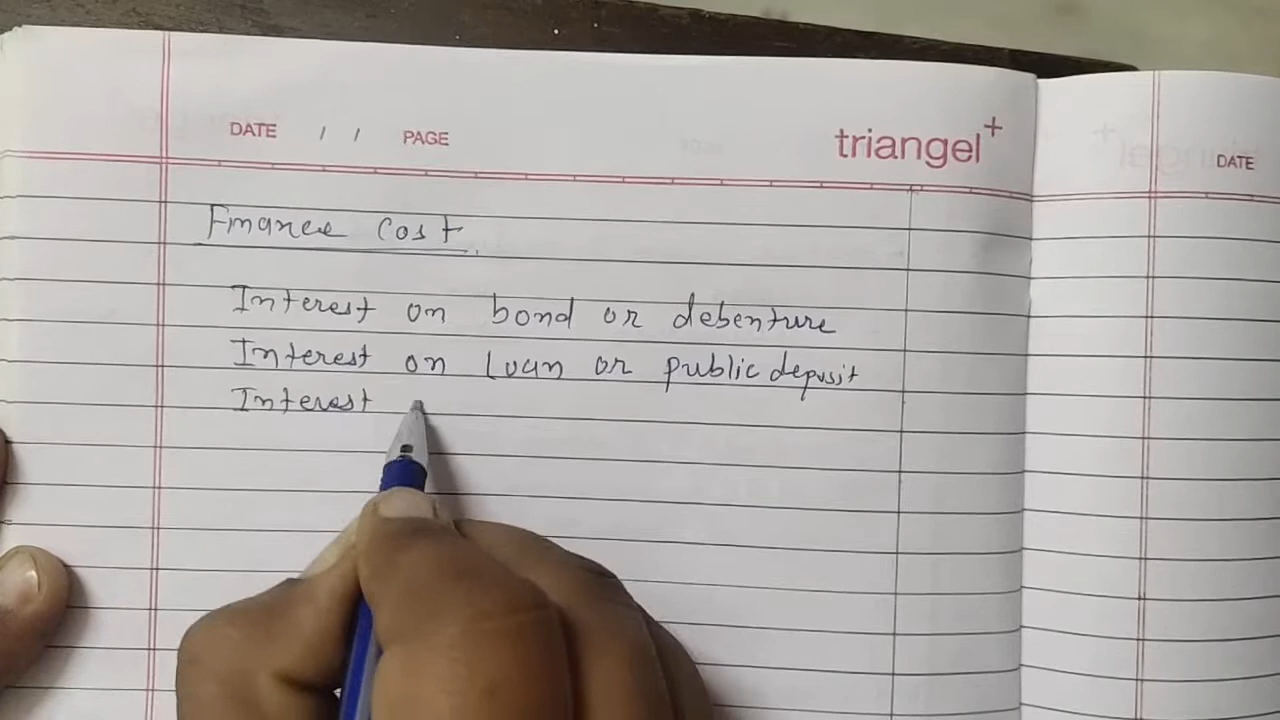 DATE / / PAGE
triangel+
DATE
Finance Cost
Interest on bond or debenture
Interest on Loan or public deposit
Interest